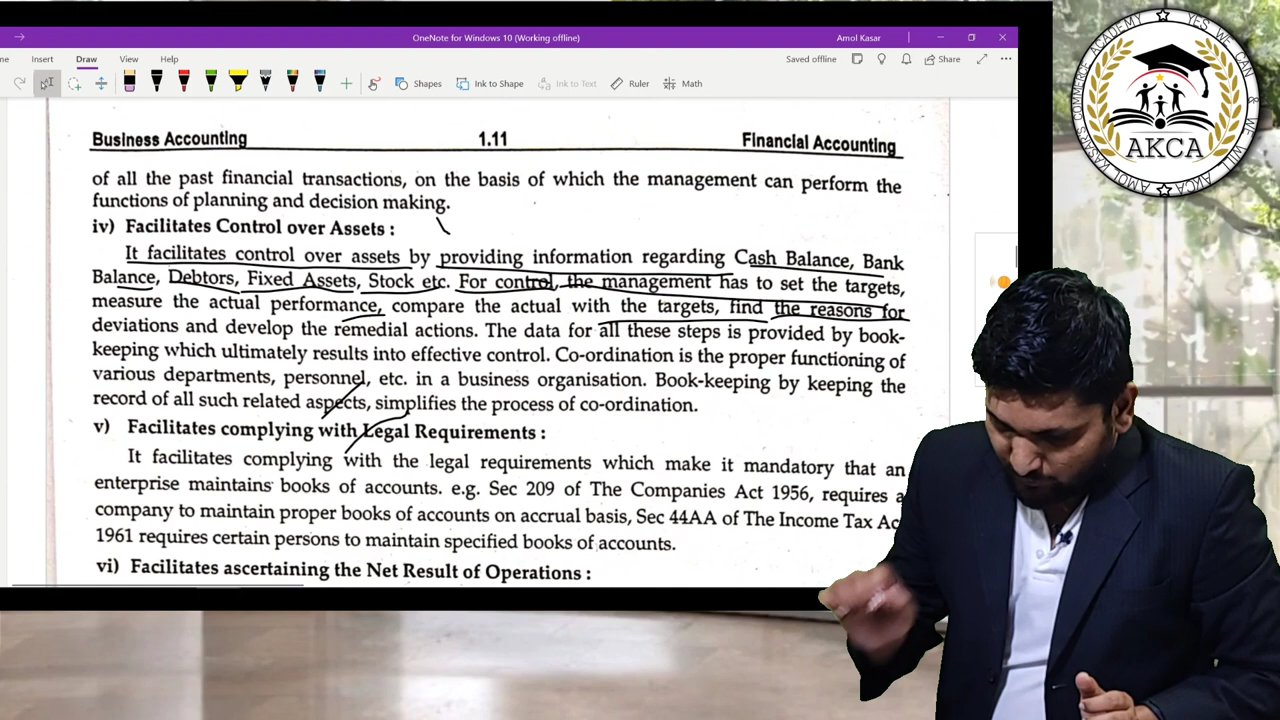 OneNote for Windows 10 (Working offline)
Amol Kasar
Insert
Draw
View
Help
Saved offline
Share
Shapes
Ink to Shape
Ink to Text
Ruler
Math
Business Accounting 1.11 Financial Accounting
of all the past financial transactions, on the basis of which the management can perform the
functions of planning and decision making.
iv) Facilitates Control over Assets :
It facilitates control over assets by providing information regarding Cash Balance, Bank
Balance, Debtors, Fixed Assets, Stock etc. For control, the management has to set the targets,
measure the actual performance, compare the actual with the targets, find the reasons for
deviations and develop the remedial actions. The data for all these steps is provided by book-
keeping which ultimately results into effective control. Co-ordination is the proper functioning of
various departments, personnel, etc. in a business organisation. Book-keeping by keeping the
record of all such related aspects, simplifies the process of co-ordination.
v) Facilitates complying with Legal Requirements :
It facilitates complying with the legal requirements which make it mandatory that an
enterprise maintains books of accounts. e.g. Sec 209 of The Companies Act 1956, requires a
company to maintain proper books of accounts on accrual basis, Sec 44AA of The Income Tax Ac
1961 requires certain persons to maintain specified books of accounts.
vi) Facilitates ascertaining the Net Result of Operations :
AMOL KASAR'S COMMERCE ACADEMY
YES WE CAN & WE WILL
AKCA
AKCA